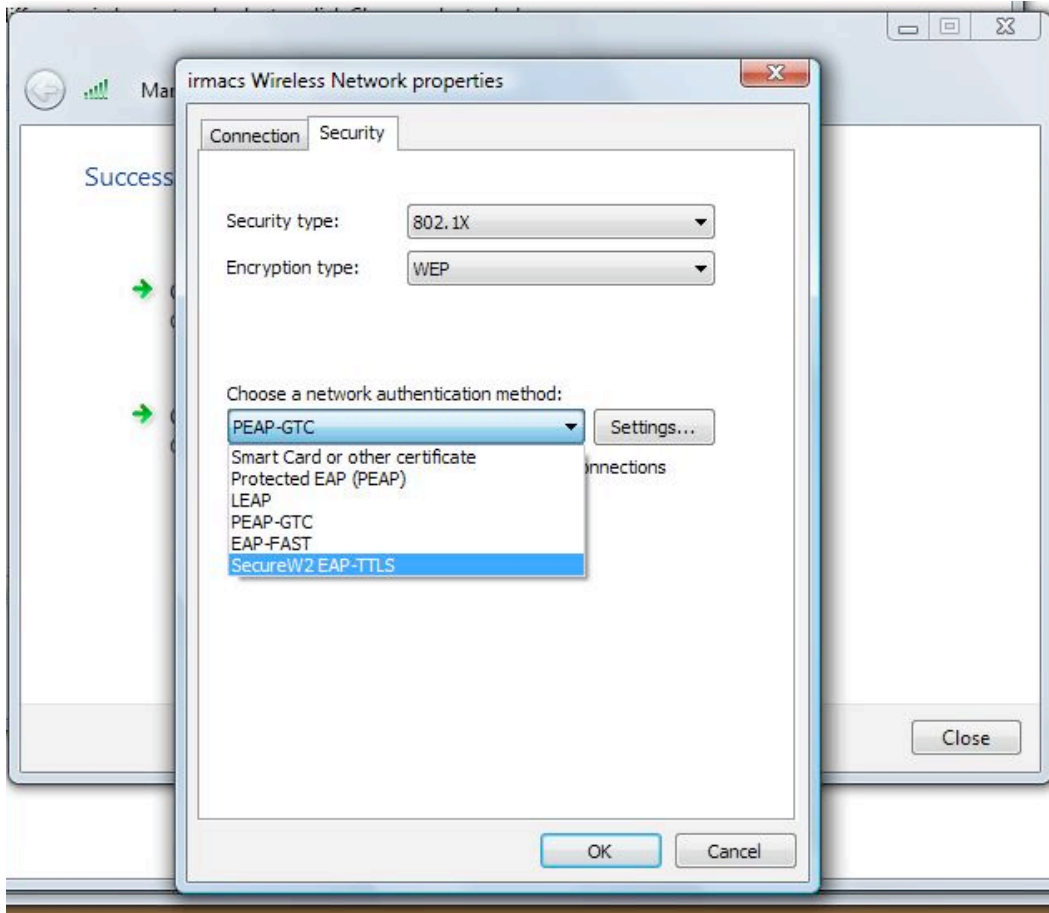 irmacs Wireless Network properties
Mar
Success
Connection
Security
Security type:
802.1X
Encryption type:
WEP
Choose a network authentication method:
PEAP-GTC
Settings...
Smart Card or other certificate
Protected EAP (PEAP)
LEAP
PEAP-GTC
EAP-FAST
SecureW2 EAP-TTLS
onnections
Close
OK
Cancel